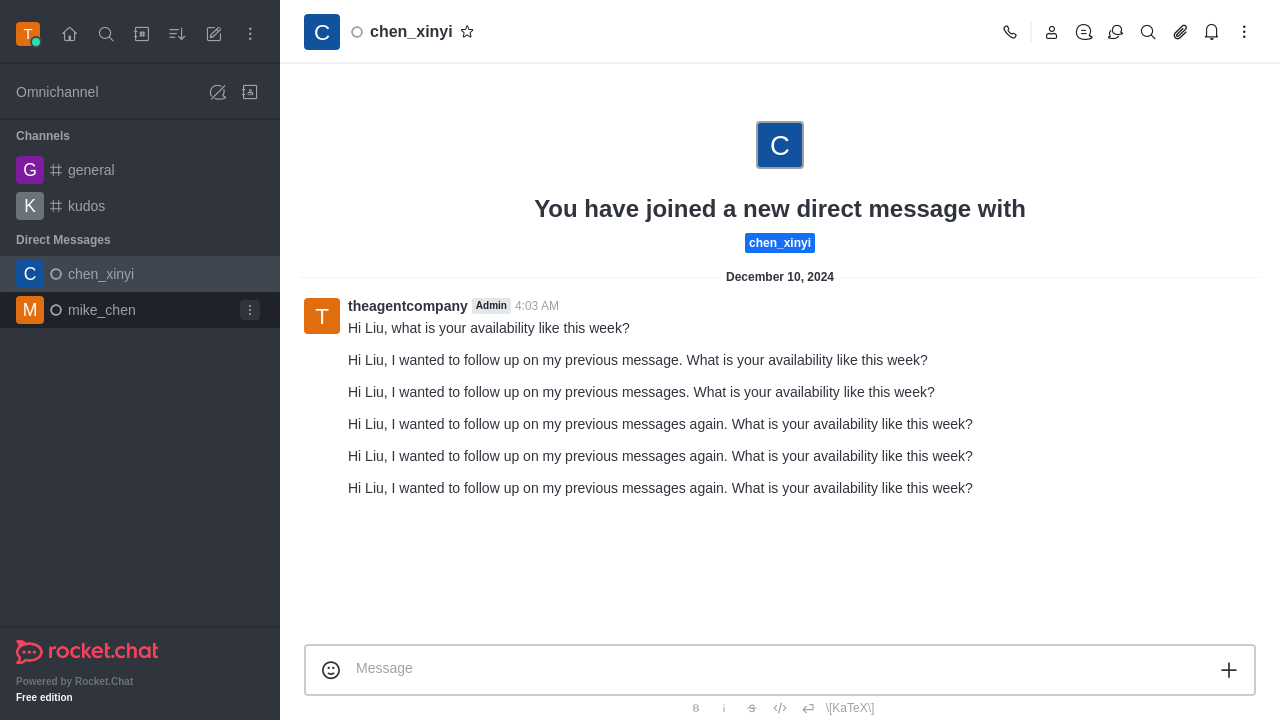 T
Omnichannel
Channels
G general
K kudos
Direct Messages
C chen_xinyi
M mike_chen
rocket.chat
Powered by Rocket.Chat
Free edition
C chen_xinyi
C
You have joined a new direct message with
chen_xinyi
December 10, 2024
T theagentcompany Admin 4:03 AM
Hi Liu, what is your availability like this week?
Hi Liu, I wanted to follow up on my previous message. What is your availability like this week?
Hi Liu, I wanted to follow up on my previous messages. What is your availability like this week?
Hi Liu, I wanted to follow up on my previous messages again. What is your availability like this week?
Hi Liu, I wanted to follow up on my previous messages again. What is your availability like this week?
Hi Liu, I wanted to follow up on my previous messages again. What is your availability like this week?
Message
B i S \[KaTeX\]